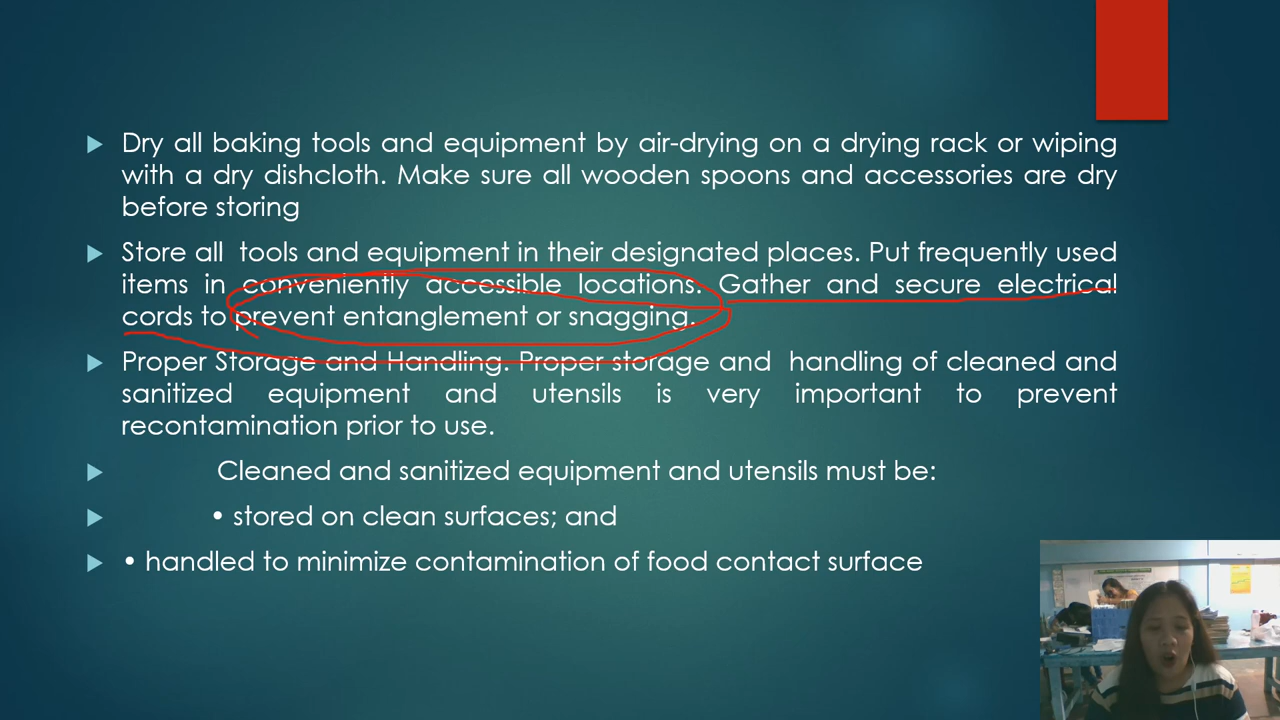 Dry all baking tools and equipment by air-drying on a drying rack or wiping
with a dry dishcloth. Make sure all wooden spoons and accessories are dry
before storing
Store all tools and equipment in their designated places. Put frequently used
items in conveniently accessible locations. Gather and secure electrical
cords to prevent entanglement or snagging.
Proper Storage and Handling. Proper storage and handling of cleaned and
sanitized equipment and utensils is very important to prevent
recontamination prior to use.
Cleaned and sanitized equipment and utensils must be:
• stored on clean surfaces; and
• handled to minimize contamination of food contact surface